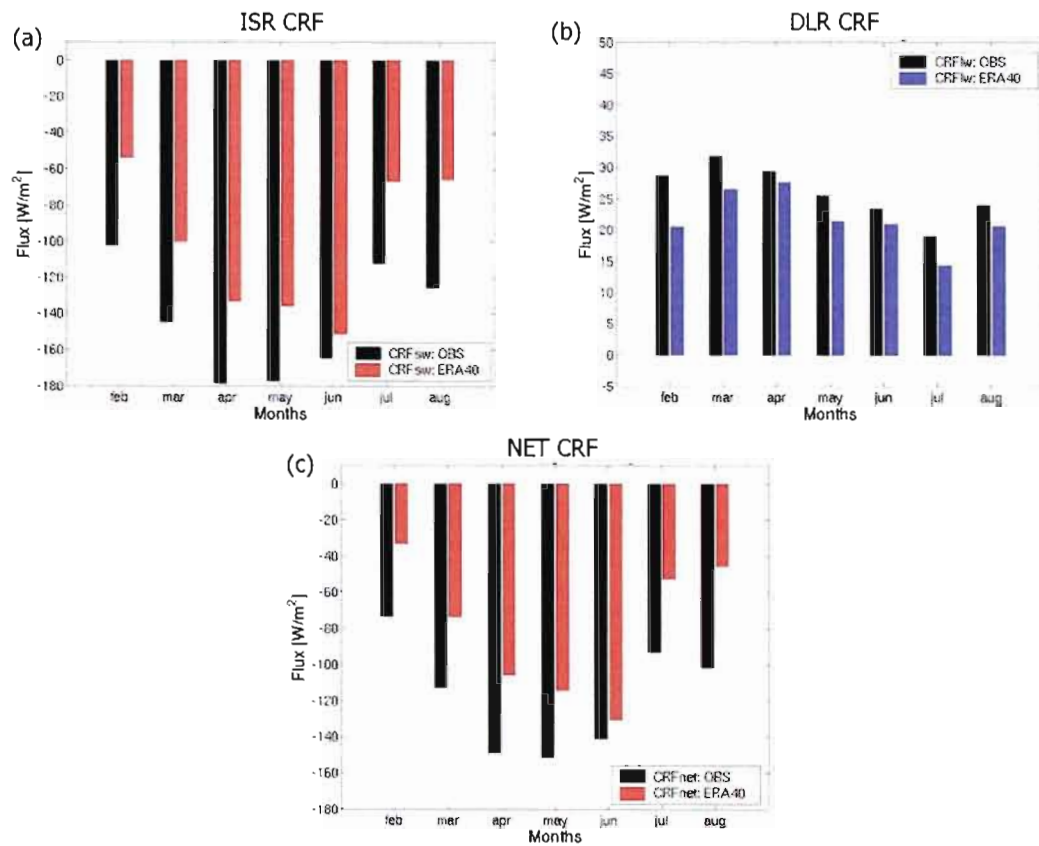 ISR CRF
(a)
0
-20
-40
-60
-80
-100
-120
-140
-160
-180
Flux [W/m²]
feb mar apr may jun jul aug
Months
CRFsw: OBS
CRFsw: ERA40
DLR CRF
(b)
50
45
40
35
30
25
20
15
10
5
0
-5
Flux [W/m²]
feb mar apr may jun jul aug
Months
CRFlw: OBS
CRFlw: ERA40
NET CRF
(c)
0
-20
-40
-60
-80
-100
-120
-140
-160
-180
Flux [W/m²]
feb mar apr may jun jul aug
Months
CRFnet: OBS
CRFnet: ERA40